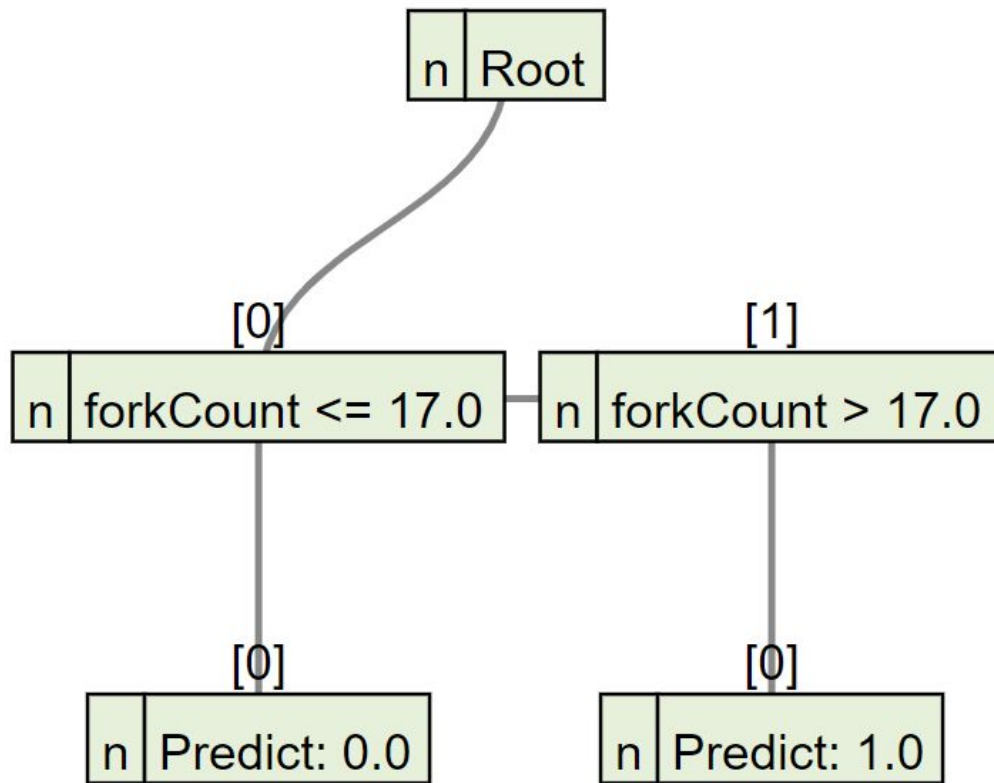 n Root
[0] [1]
n forkCount <= 17.0 n forkCount > 17.0
[0] [0]
n Predict: 0.0 n Predict: 1.0